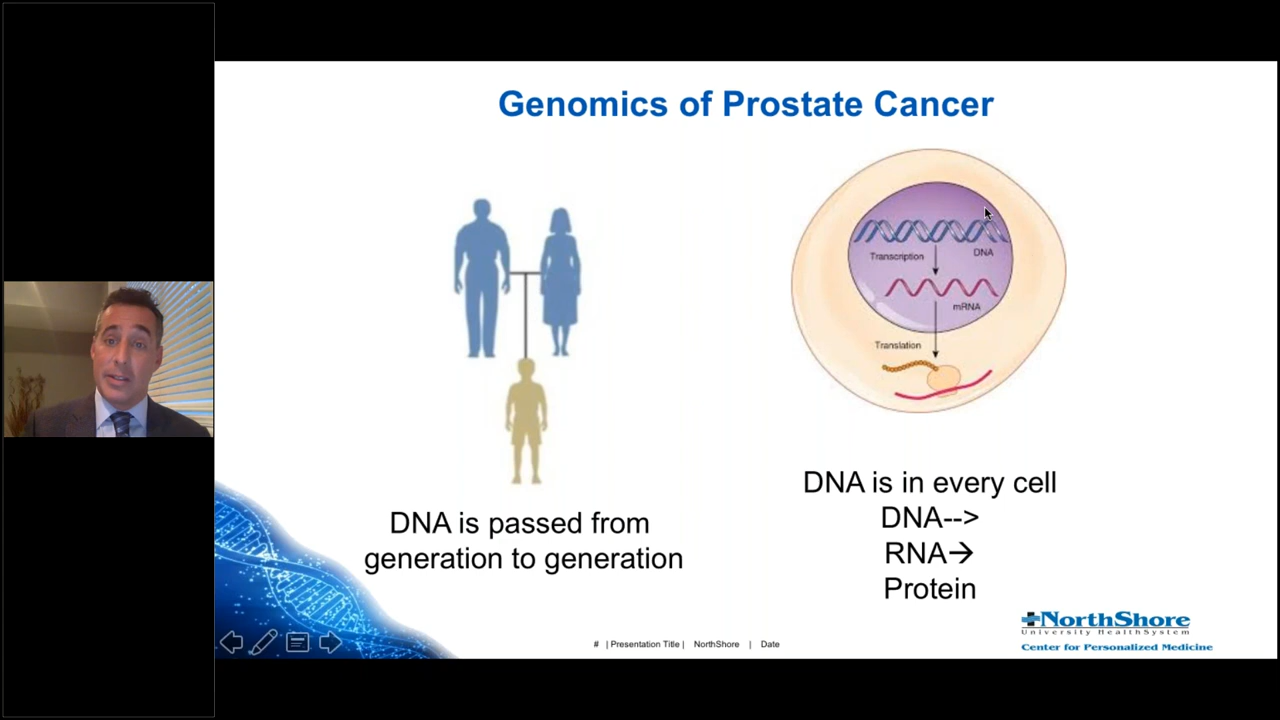 Genomics of Prostate Cancer
Transcription
DNA
mRNA
Translation
DNA is passed from
generation to generation
DNA is in every cell
DNA-->
RNA→
Protein
# | Presentation Title | NorthShore | Date
NorthShore
University HealthSystem
Center for Personalized Medicine